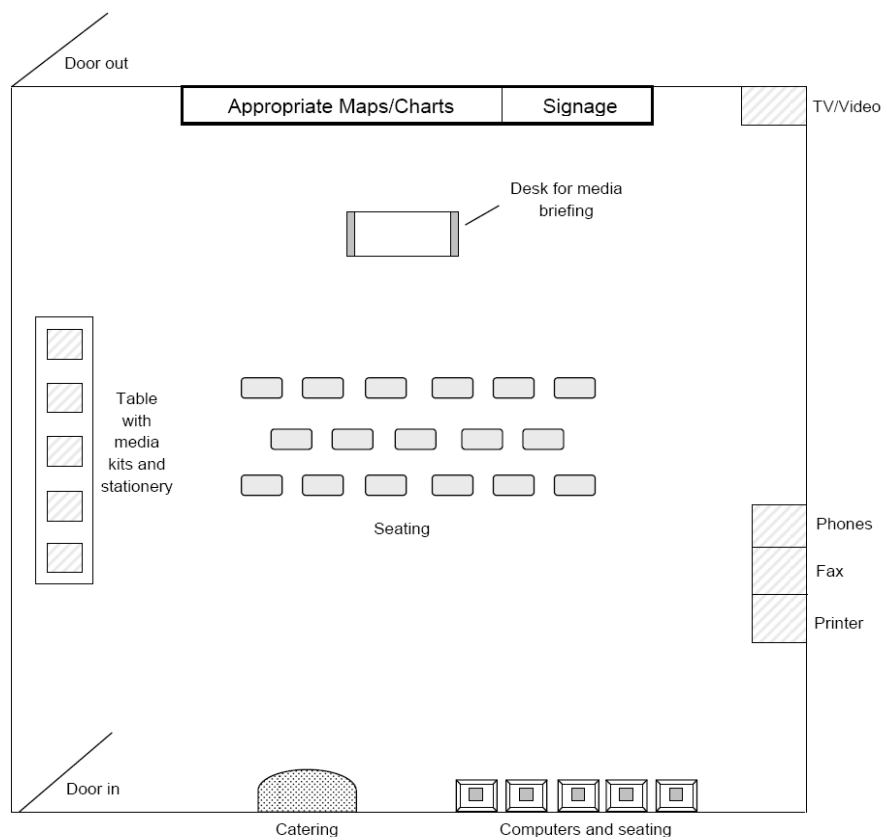 Door out
Appropriate Maps/Charts
Signage
TV/Video
Desk for media
briefing
Table
with
media
kits and
stationery
Seating
Phones
Fax
Printer
Door in
Catering
Computers and seating